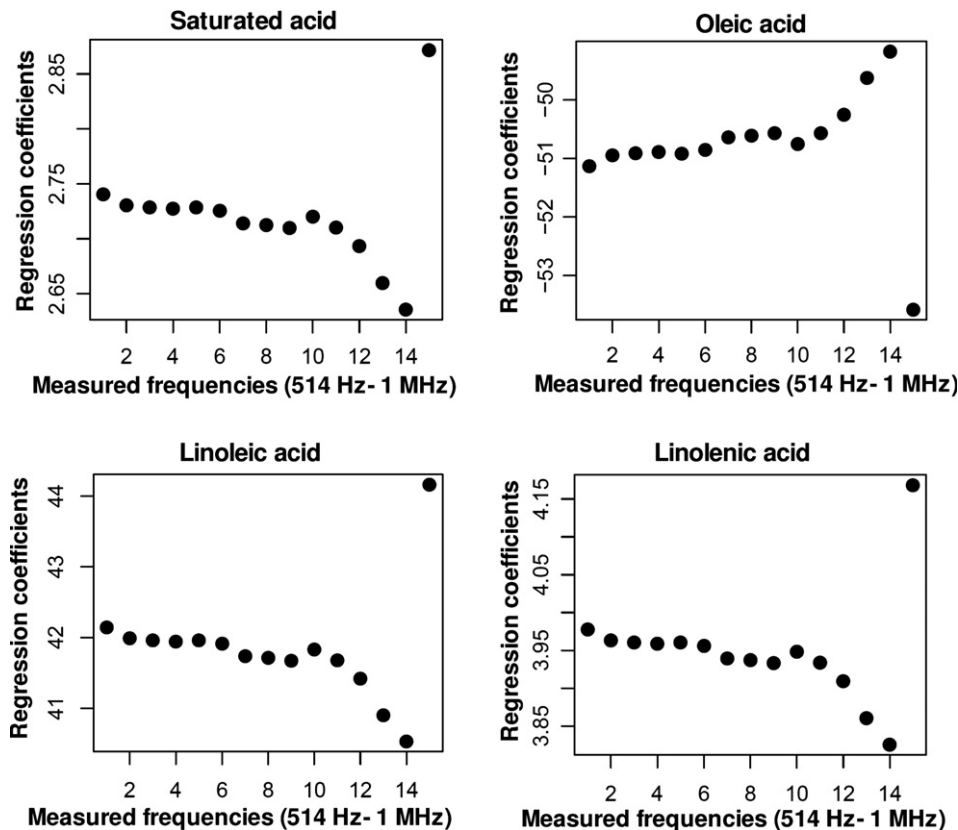 Saturated acid
Regression coefficients
2.85
2.75
2.65
2 4 6 8 10 12 14
Measured frequencies (514 Hz- 1 MHz)
Oleic acid
Regression coefficients
−50
−51
−52
−53
2 4 6 8 10 12 14
Measured frequencies (514 Hz- 1 MHz)
Linoleic acid
Regression coefficients
44
43
42
41
2 4 6 8 10 12 14
Measured frequencies (514 Hz- 1 MHz)
Linolenic acid
Regression coefficients
4.15
4.05
3.95
3.85
2 4 6 8 10 12 14
Measured frequencies (514 Hz- 1 MHz)